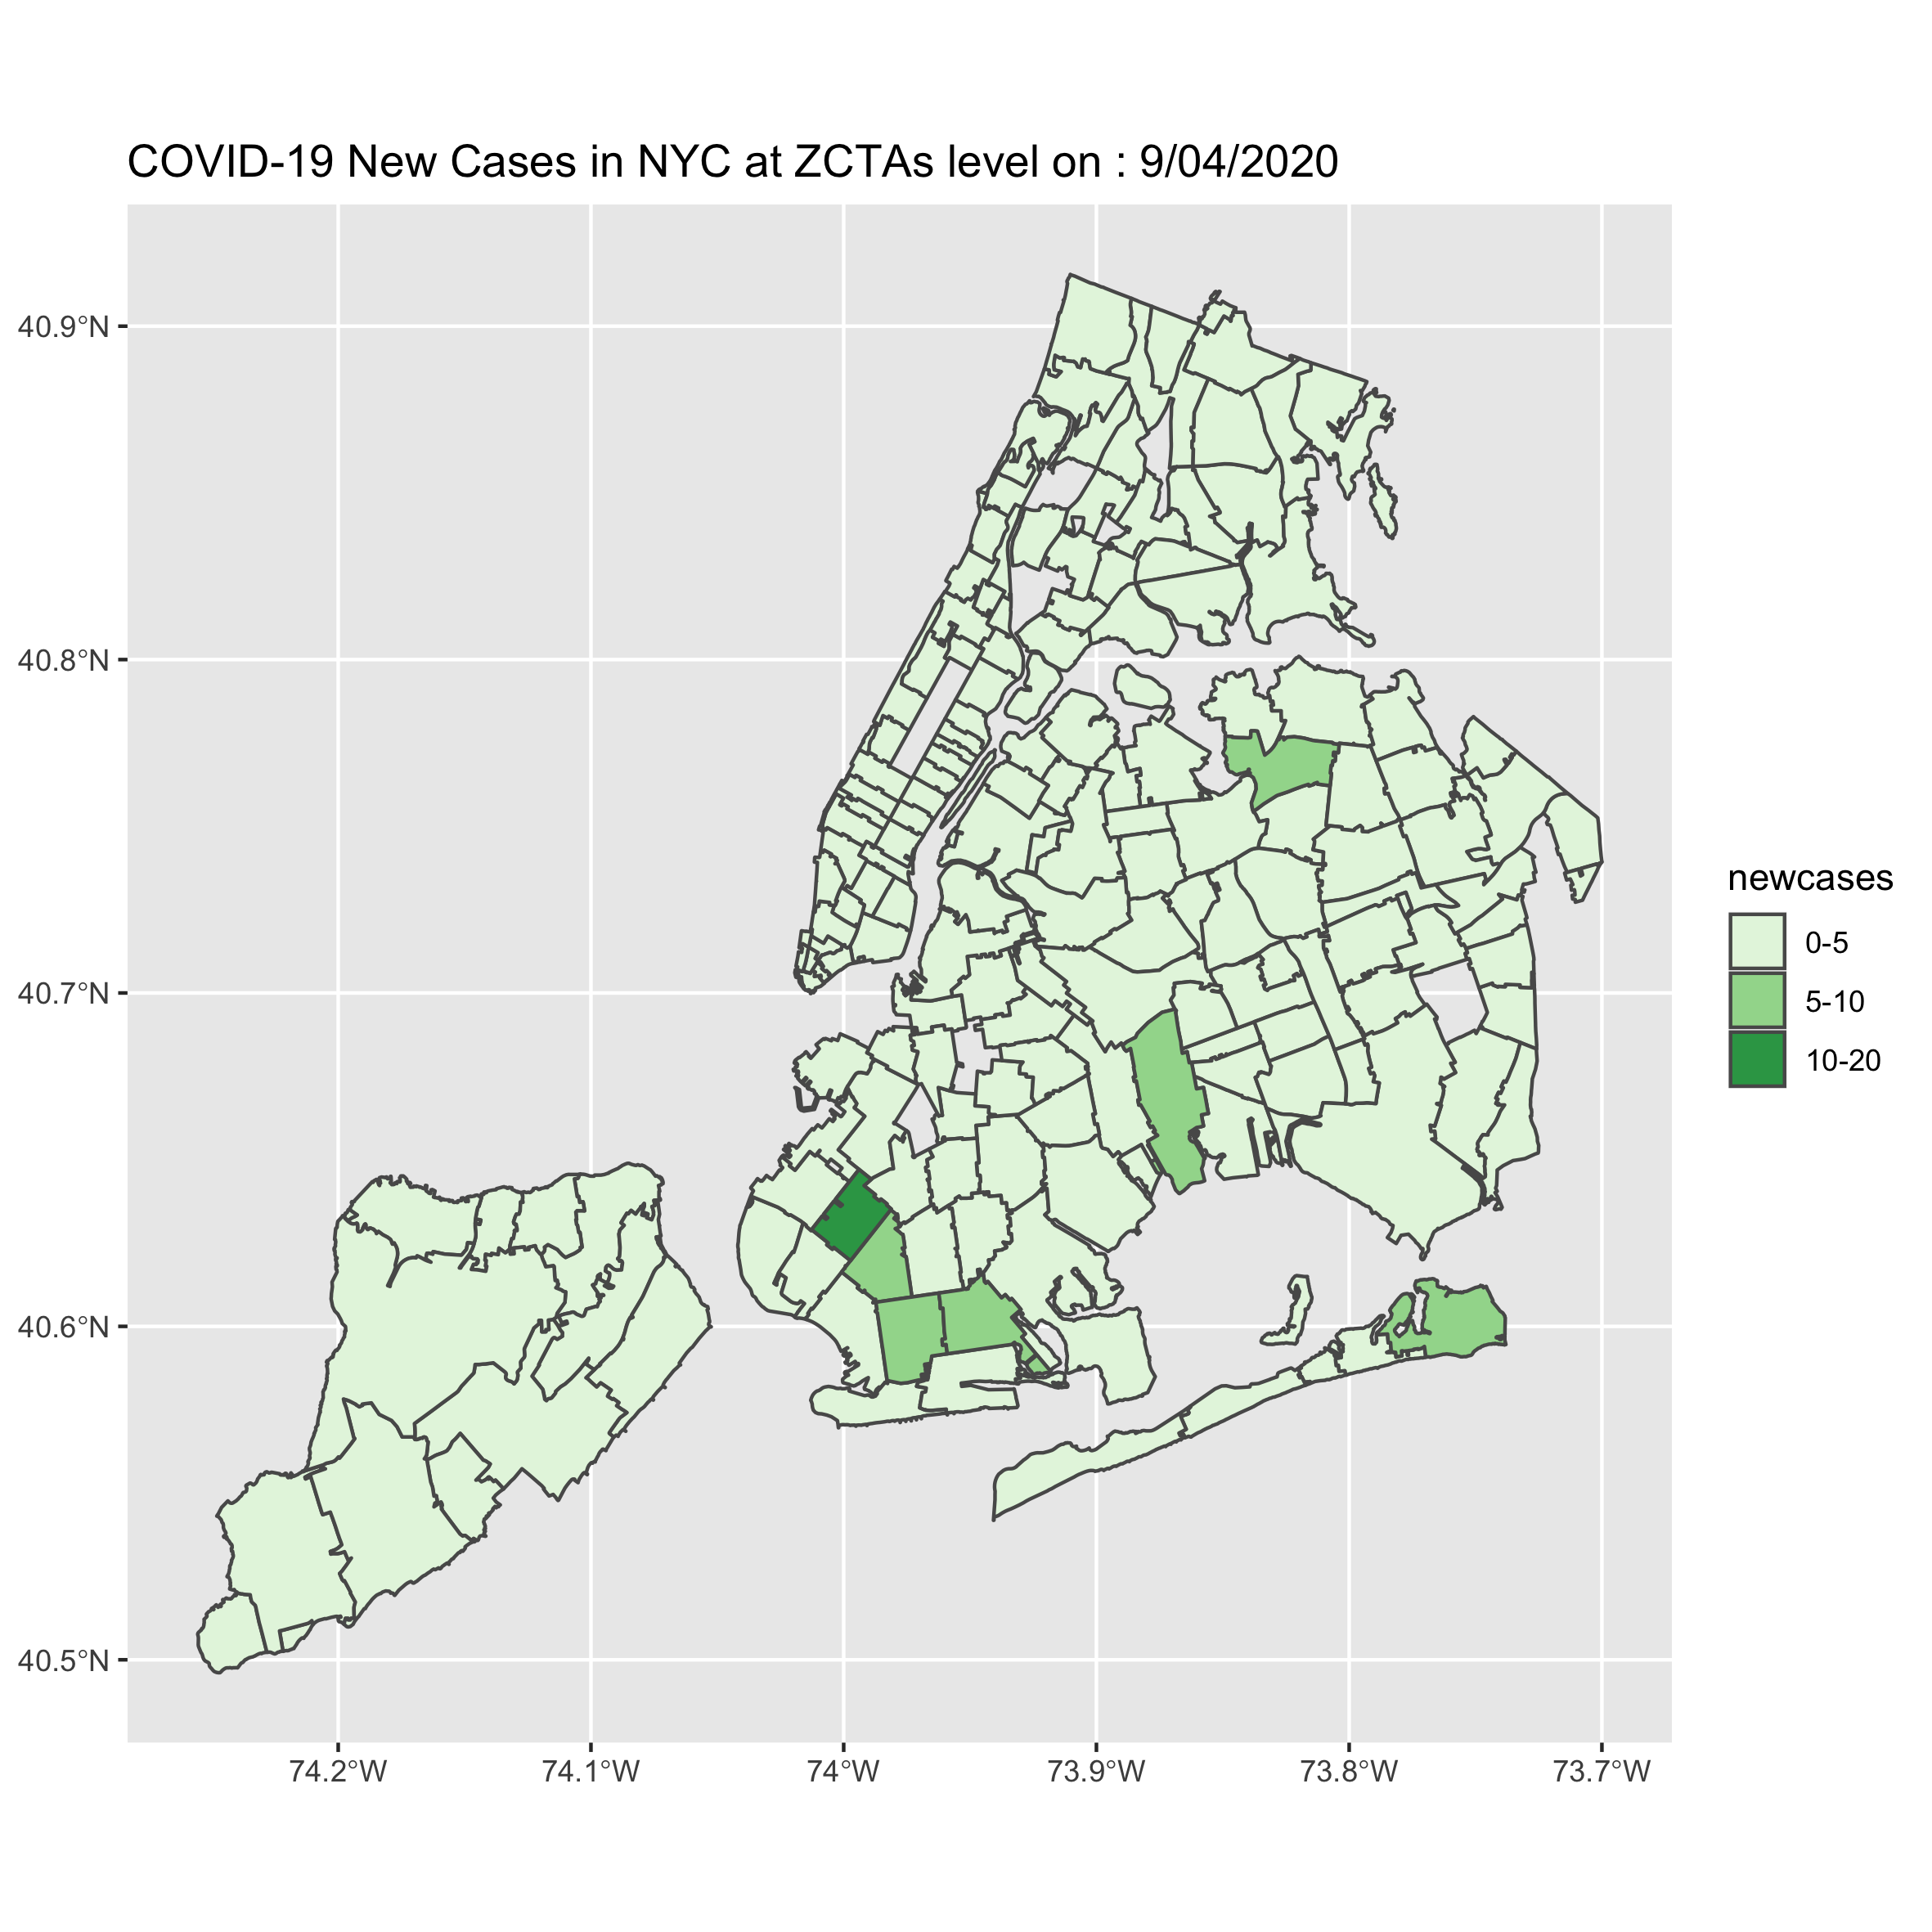 COVID-19 New Cases in NYC at ZCTAs level on : 9/04/2020
40.9°N
40.8°N
40.7°N
40.6°N
40.5°N
74.2°W
74.1°W
74°W
73.9°W
73.8°W
73.7°W
newcases
0-5
5-10
10-20